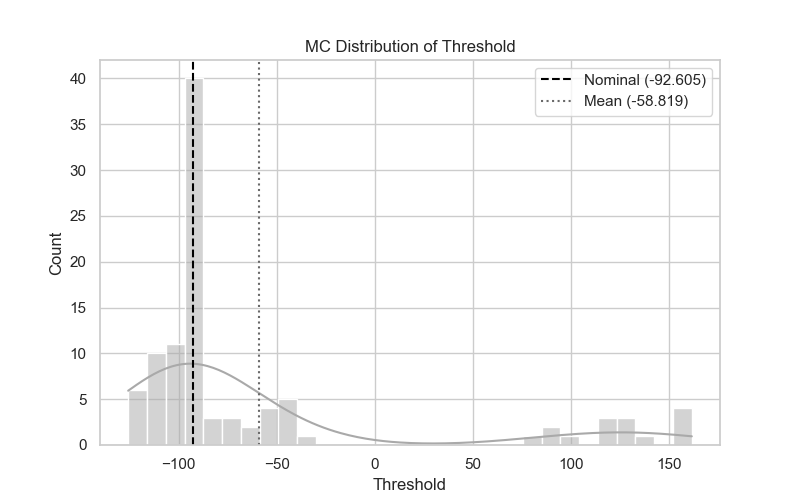 MC Distribution of Threshold
Nominal (-92.605)
Mean (-58.819)
Count
40
35
30
25
20
15
10
5
0
−100 −50 0 50 100 150
Threshold